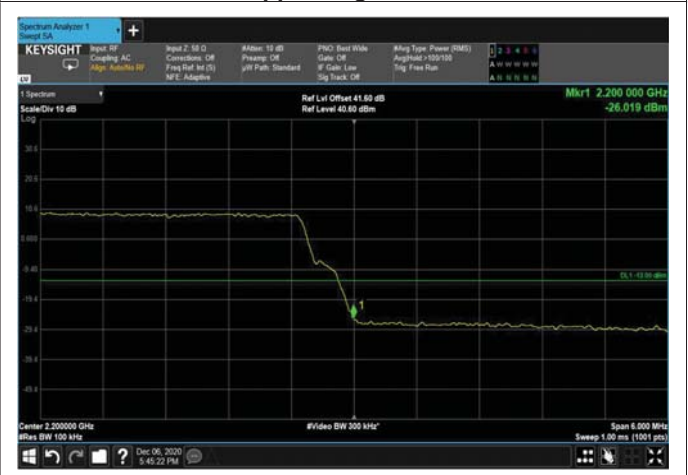 Spectrum Analyzer 1
Swept SA
+
KEYSIGHT
Input: RF
Coupling: AC
Align: Auto/No RF
Input Z: 50 Ω
Corrections: Off
Freq Ref: Int (S)
NFE: Adaptive
#Atten: 10 dB
Preamp: Off
µW Path: Standard
PNO: Best Wide
Gate: Off
IF Gain: Low
Sig Track: Off
#Avg Type: Power (RMS)
Avg|Hold:>100/100
Trig: Free Run
1 2 3 4 5 6
A W W W W W
A N N N N N
LV
1 Spectrum
Scale/Div 10 dB
Log
Ref Lvl Offset 41.60 dB
Ref Level 40.60 dBm
Mkr1 2.200 000 GHz
-26.019 dBm
30.6
20.6
10.6
0.600
-9.40
DL1 -13.00 dBm
-19.4
1
-29.4
-39.4
-49.4
Center 2.200000 GHz
#Res BW 100 kHz
#Video BW 300 kHz*
Span 6.000 MHz
Sweep 1.00 ms (1001 pts)
?
Dec 06, 2020
5:45:22 PM